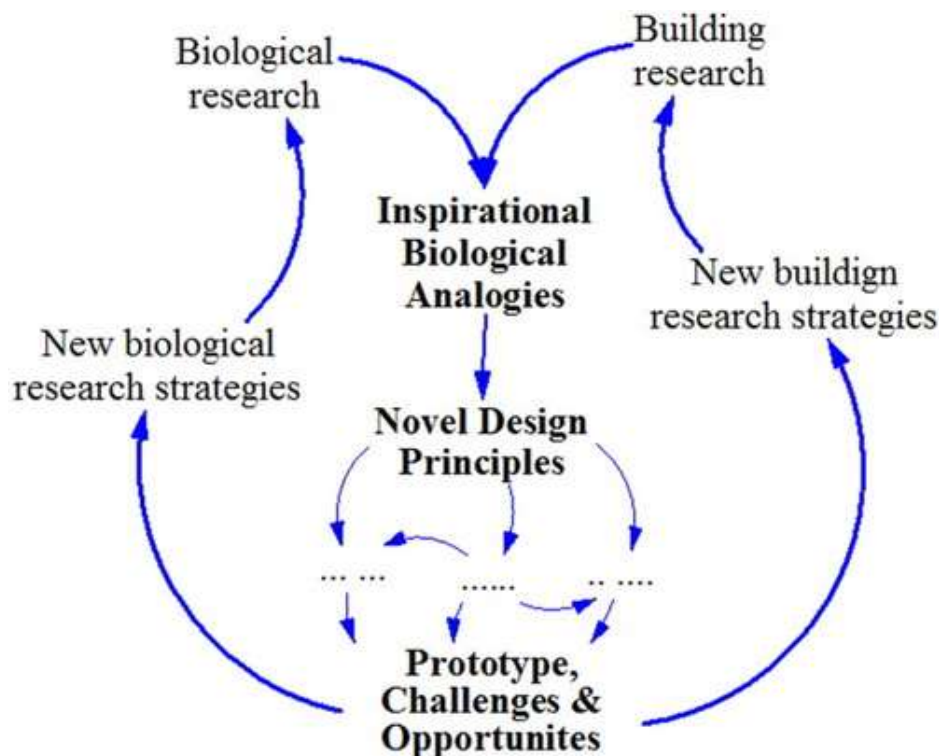 Biological
research
Building
research
Inspirational
Biological
Analogies
New buildign
research strategies
New biological
research strategies
Novel Design
Principles
... ...
......
.. ....
Prototype,
Challenges &
Opportunites